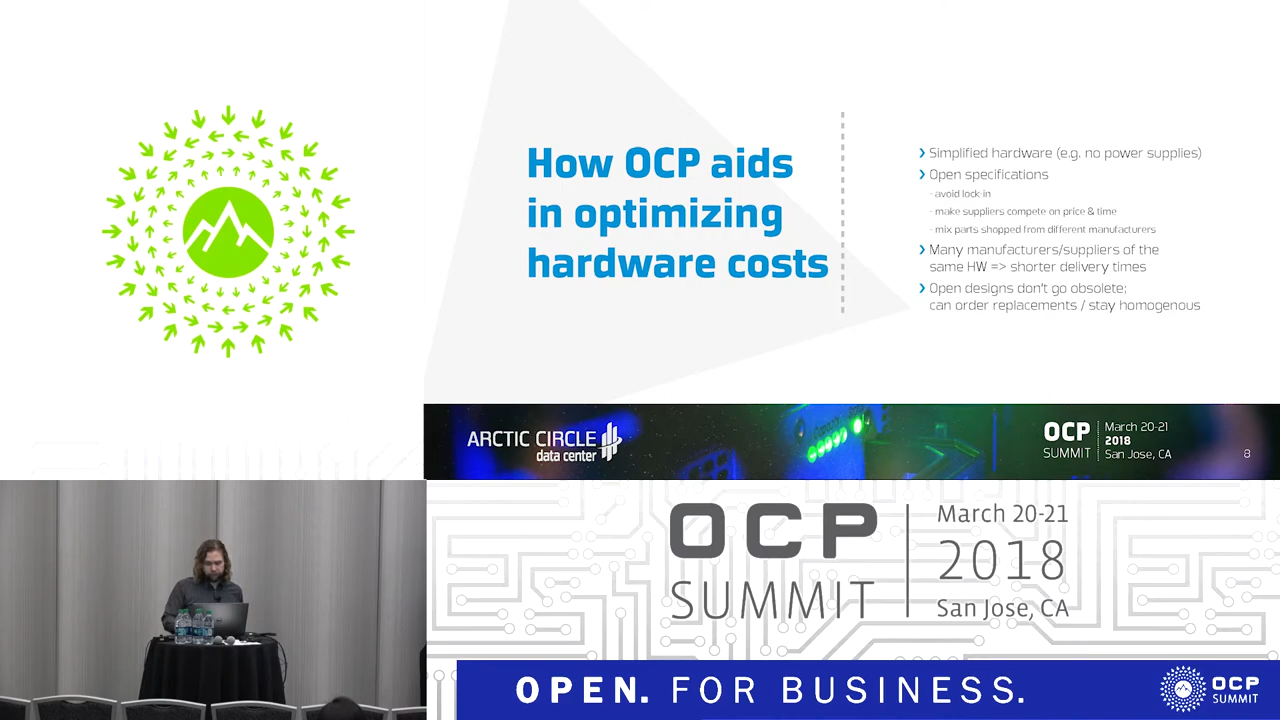 How OCP aids
in optimizing
hardware costs
Simplified hardware (e.g. no power supplies)
Open specifications
- avoid lock-in
- make suppliers compete on price & time
- mix parts shopped from different manufacturers
Many manufacturers/suppliers of the
same HW => shorter delivery times
Open designs don't go obsolete;
can order replacements / stay homogenous
ARCTIC CIRCLE
data center
OCP
SUMMIT
March 20-21
2018
San Jose, CA
8
OCP
SUMMIT
March 20-21
2018
San Jose, CA
OPEN. FOR BUSINESS.
OCP
SUMMIT